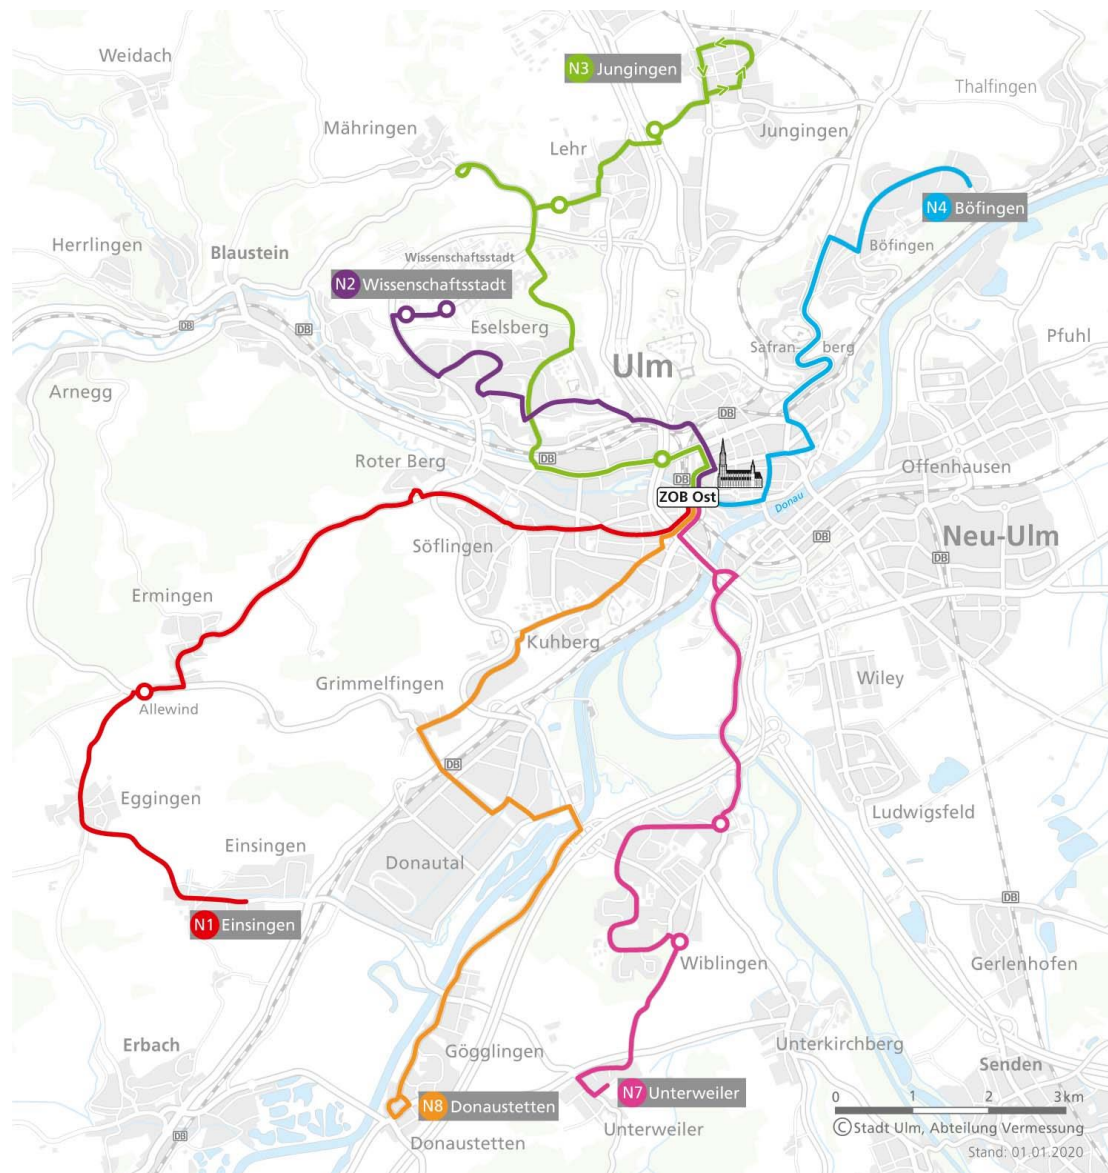 Weidach
N3 Jungingen
Thalfingen
Mähringen
Jungingen
Lehr
N4 Böfingen
Herrlingen
Blaustein
Böfingen
Wissenschaftsstadt
N2 Wissenschaftsstadt
DB
DB
Eselsberg
Pfuhl
Safran-
berg
Ulm
Arnegg
DB
Roter Berg
DB
Offenhausen
DB
ZOB Ost
Donau
Söflingen
DB
Neu-Ulm
DB
Ermingen
Kuhberg
Grimmelfingen
Wiley
Allewind
DB
Eggingen
Ludwigsfeld
Einsingen
Donautal
DB
N1 Einsingen
Wiblingen
Gerlenhofen
Erbach
Gögglingen
Unterkirchberg
Senden
N7 Unterweiler
N8 Donaustetten
0 1 2 3 km
Unterweiler
© Stadt Ulm, Abteilung Vermessung
DB
Donaustetten
Stand: 01.01.2020